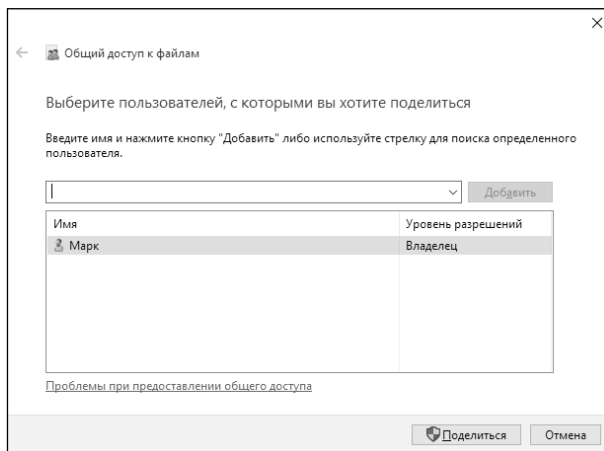 Общий доступ к файлам
Выберите пользователей, с которыми вы хотите поделиться
Введите имя и нажмите кнопку "Добавить" либо используйте стрелку для поиска определенного
пользователя.
Добавить
Имя Уровень разрешений
Марк Владелец
Проблемы при предоставлении общего доступа
Поделиться Отмена